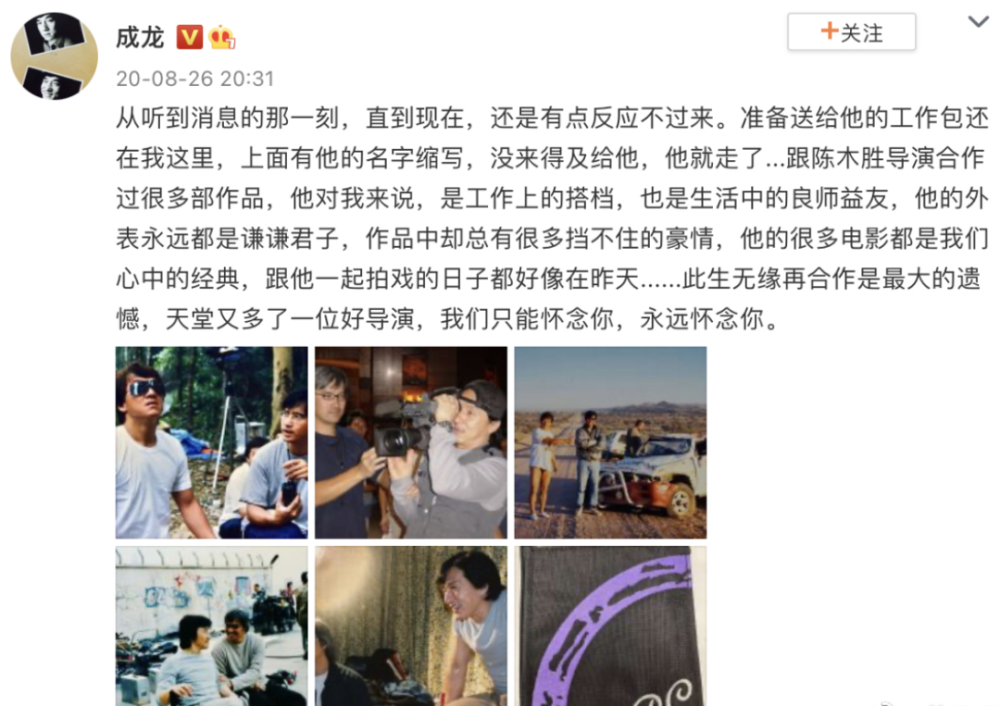 成龙
+关注
20-08-26 20:31
从听到消息的那一刻，直到现在，还是有点反应不过来。准备送给他的工作包还
在我这里，上面有他的名字缩写，没来得及给他，他就走了...跟陈木胜导演合作
过很多部作品，他对我来说，是工作上的搭档，也是生活中的良师益友，他的外
表永远都是谦谦君子，作品中却总有很多挡不住的豪情，他的很多电影都是我们
心中的经典，跟他一起拍戏的日子都好像在昨天......此生无缘再合作是最大的遗
憾，天堂又多了一位好导演，我们只能怀念你，永远怀念你。